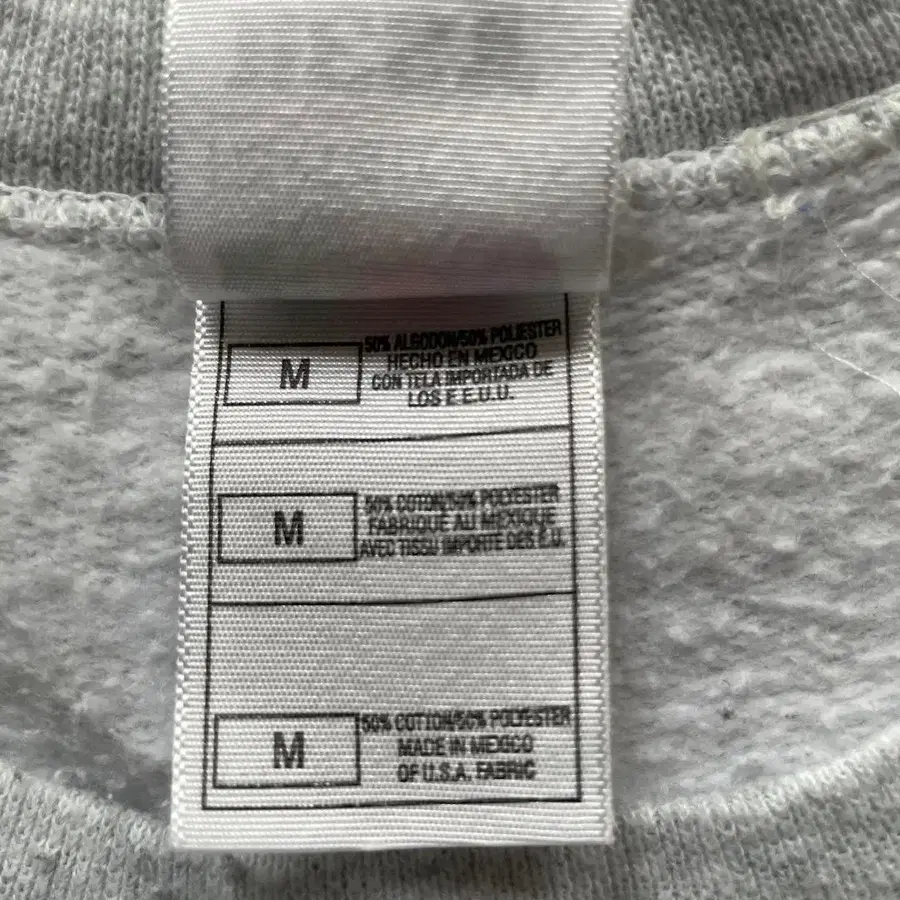 M
50% ALGODON/50% POLIESTER
HECHO EN MEXICO
CON TELA IMPORTADA DE
LOS E E.U.U.
M
50% COTON/50% POLYESTER
FABRIQUE AU MEXIQUE
AVEC TISSU IMPORTE DES E.U.
M
50% COTTON/50% POLYESTER
MADE IN MEXICO
OF U.S.A. FABRIC